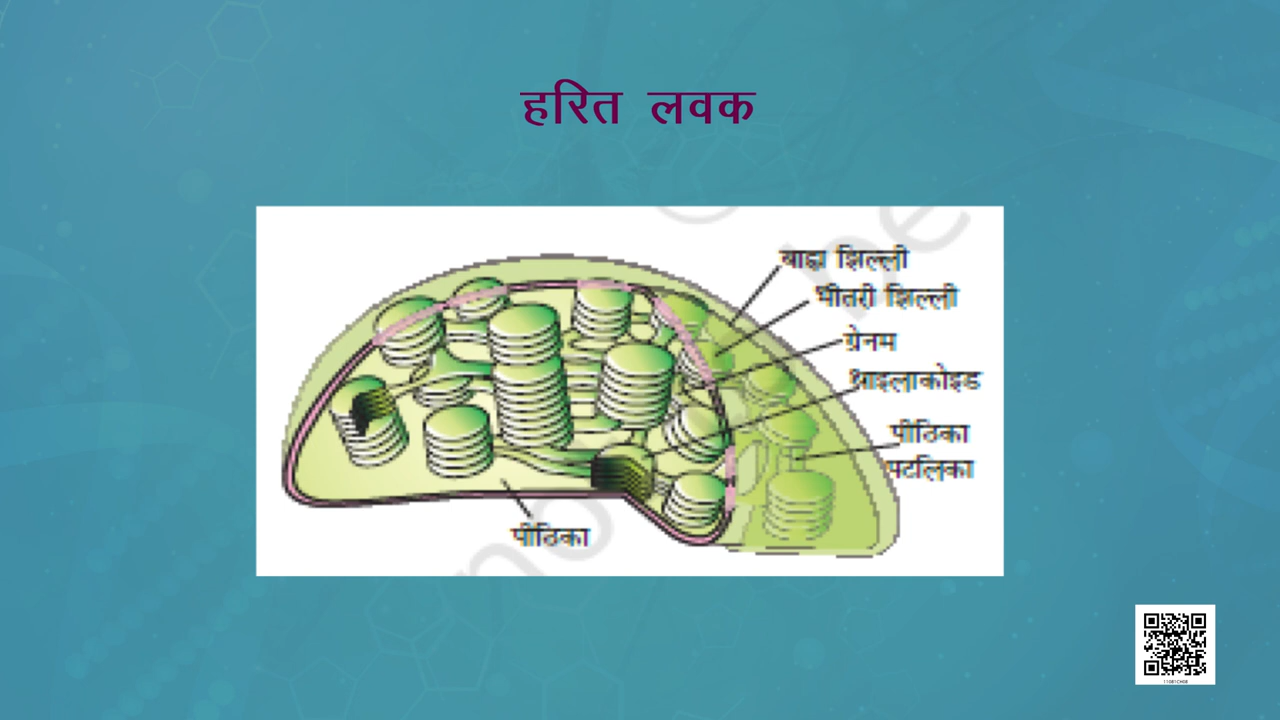 हरित लवक
बाह्य झिल्ली
भीतरी झिल्ली
ग्रेनम
थाइलाकोइड
पीठिका
पटलिका
पीठिका